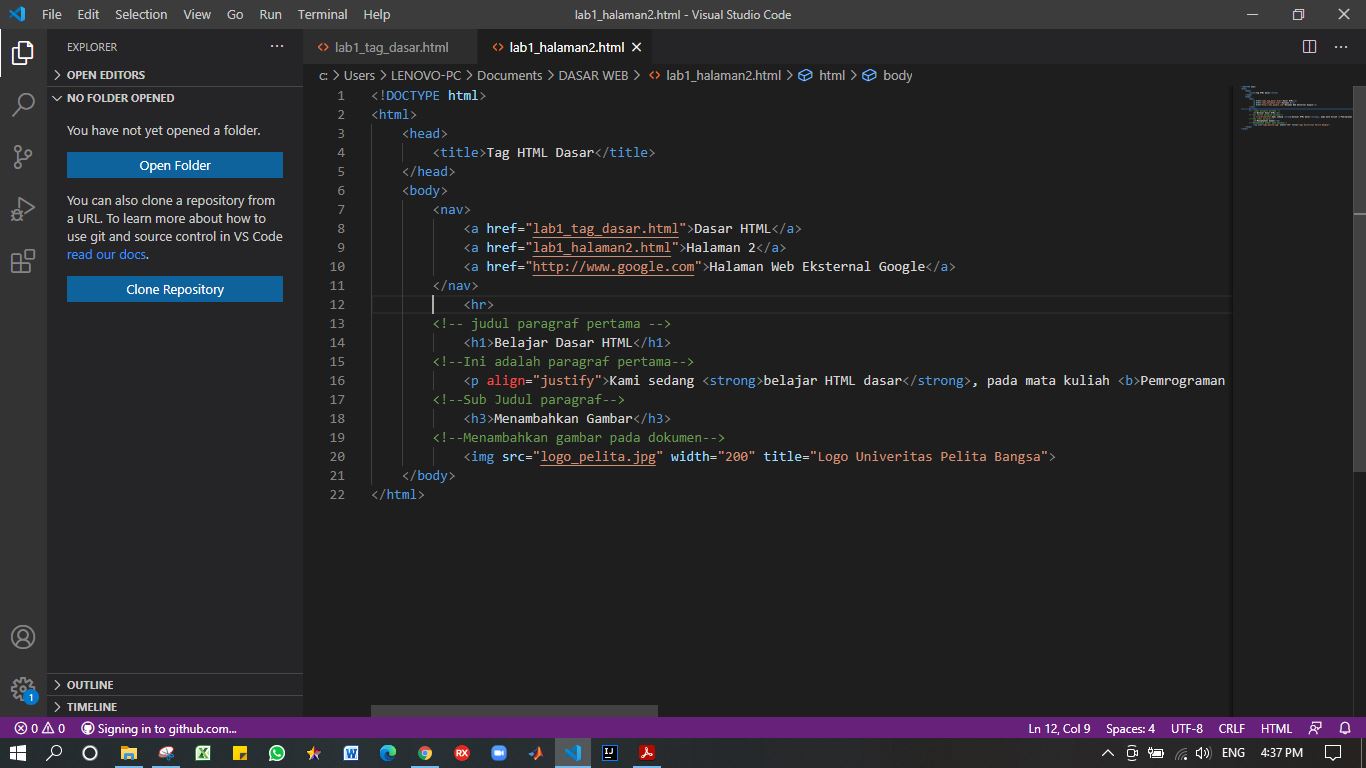 File Edit Selection View Go Run Terminal Help
lab1_halaman2.html - Visual Studio Code
EXPLORER
OPEN EDITORS
NO FOLDER OPENED
You have not yet opened a folder.
Open Folder
You can also clone a repository from
a URL. To learn more about how to
use git and source control in VS Code
read our docs.
Clone Repository
OUTLINE
TIMELINE
lab1_tag_dasar.html
lab1_halaman2.html
c: > Users > LENOVO-PC > Documents > DASAR WEB > lab1_halaman2.html > html > body
1 <!DOCTYPE html>
2 <html>
3 <head>
4 <title>Tag HTML Dasar</title>
5 </head>
6 <body>
7 <nav>
8 <a href="lab1_tag_dasar.html">Dasar HTML</a>
9 <a href="lab1_halaman2.html">Halaman 2</a>
10 <a href="http://www.google.com">Halaman Web Eksternal Google</a>
11 </nav>
12 <hr>
13 <!-- judul paragraf pertama -->
14 <h1>Belajar Dasar HTML</h1>
15 <!--Ini adalah paragraf pertama-->
16 <p align="justify">Kami sedang <strong>belajar HTML dasar</strong>, pada mata kuliah <b>Pemrograman
17 <!--Sub Judul paragraf-->
18 <h3>Menambahkan Gambar</h3>
19 <!--Menambahkan gambar pada dokumen-->
20 <img src="logo_pelita.jpg" width="200" title="Logo Univeritas Pelita Bangsa">
21 </body>
22 </html>
1
0 0 Signing in to github.com...
Ln 12, Col 9 Spaces: 4 UTF-8 CRLF HTML
RX
ENG 4:37 PM